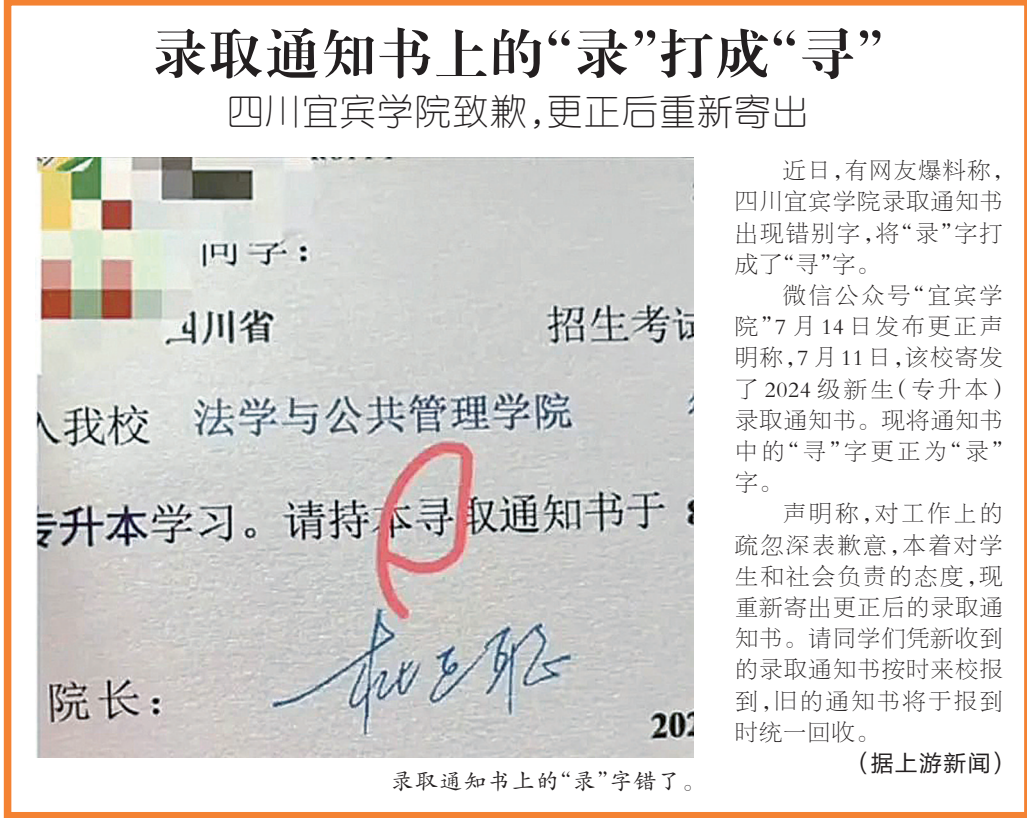 录取通知书上的“录”打成“寻”
四川宜宾学院致歉,更正后重新寄出
同学:
四川省 招生考试
入我校 法学与公共管理学院
专升本学习。请持本寻取通知书于
院长:
202
录取通知书上的“录”字错了。
近日,有网友爆料称,
四川宜宾学院录取通知书
出现错别字,将“录”字打
成了“寻”字。
微信公众号“宜宾学
院”7月14日发布更正声
明称,7月11日,该校寄发
了2024级新生(专升本)
录取通知书。现将通知书
中的“寻”字更正为“录”
字。
声明称,对工作上的
疏忽深表歉意,本着对学
生和社会负责的态度,现
重新寄出更正后的录取通
知书。请同学们凭新收到
的录取通知书按时来校报
到,旧的通知书将于报到
时统一回收。
(据上游新闻)